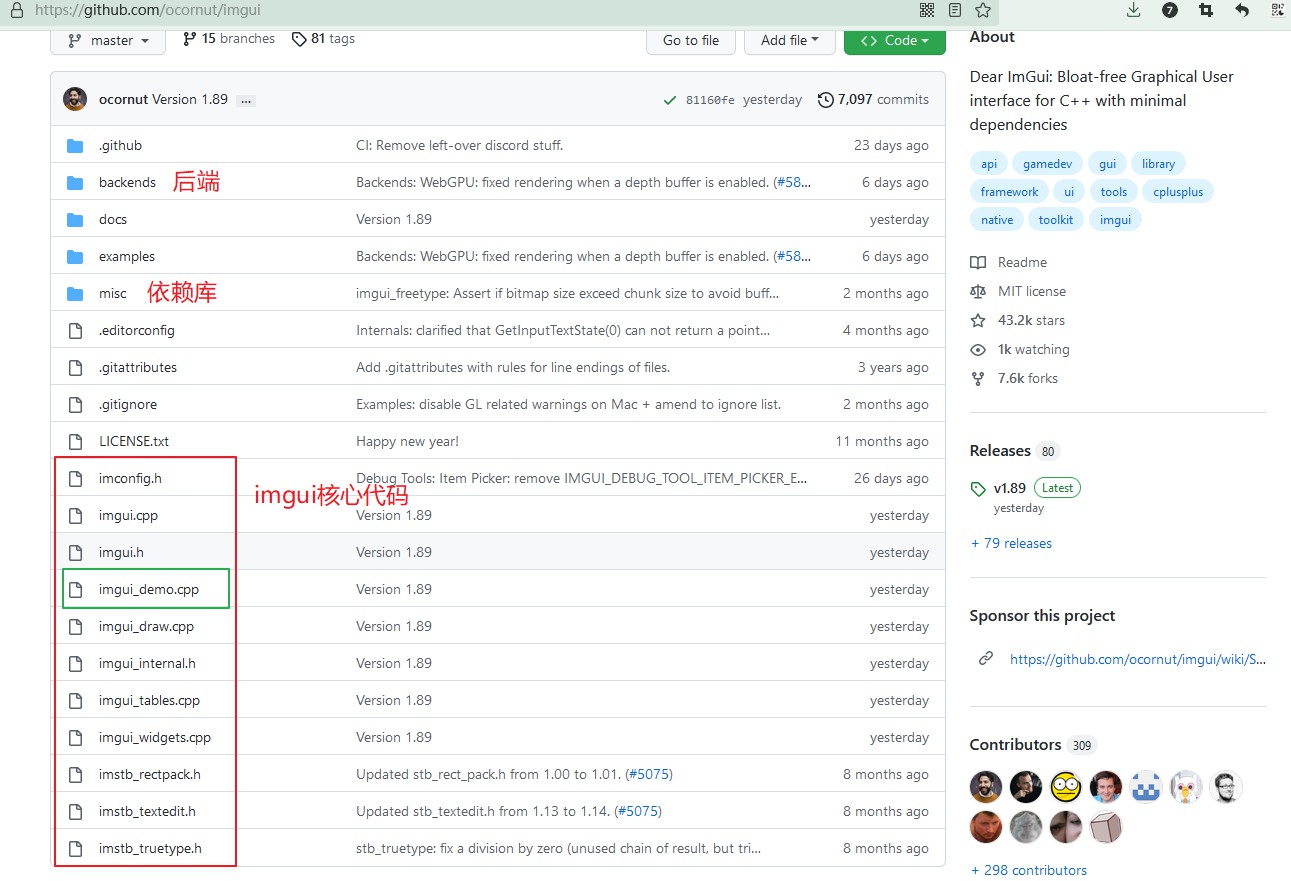 https://github.com/ocornut/imgui
7
master
15 branches
81 tags
Go to file
Add file
Code
ocornut Version 1.89 ...
81160fe yesterday
7,097 commits
.github CI: Remove left-over discord stuff. 23 days ago
backends 后端 Backends: WebGPU: fixed rendering when a depth buffer is enabled. (#58... 6 days ago
docs Version 1.89 yesterday
examples Backends: WebGPU: fixed rendering when a depth buffer is enabled. (#58... 6 days ago
misc 依赖库 imgui_freetype: Assert if bitmap size exceed chunk size to avoid buff... 2 months ago
.editorconfig Internals: clarified that GetInputTextState(0) can not return a point... 4 months ago
.gitattributes Add .gitattributes with rules for line endings of files. 3 years ago
.gitignore Examples: disable GL related warnings on Mac + amend to ignore list. 2 months ago
LICENSE.txt Happy new year! 11 months ago
imconfig.h Debug Tools: Item Picker: remove IMGUI_DEBUG_TOOL_ITEM_PICKER_E... 26 days ago
imgui核心代码
imgui.cpp Version 1.89 yesterday
imgui.h Version 1.89 yesterday
imgui_demo.cpp Version 1.89 yesterday
imgui_draw.cpp Version 1.89 yesterday
imgui_internal.h Version 1.89 yesterday
imgui_tables.cpp Version 1.89 yesterday
imgui_widgets.cpp Version 1.89 yesterday
imstb_rectpack.h Updated stb_rect_pack.h from 1.00 to 1.01. (#5075) 8 months ago
imstb_textedit.h Updated stb_textedit.h from 1.13 to 1.14. (#5075) 8 months ago
imstb_truetype.h stb_truetype: fix a division by zero (unused chain of result, but tri... 8 months ago
About
Dear ImGui: Bloat-free Graphical User
interface for C++ with minimal
dependencies
api gamedev gui library
framework ui tools cplusplus
native toolkit imgui
Readme
MIT license
43.2k stars
1k watching
7.6k forks
Releases 80
v1.89 Latest
yesterday
+ 79 releases
Sponsor this project
https://github.com/ocornut/imgui/wiki/S...
Contributors 309
+ 298 contributors